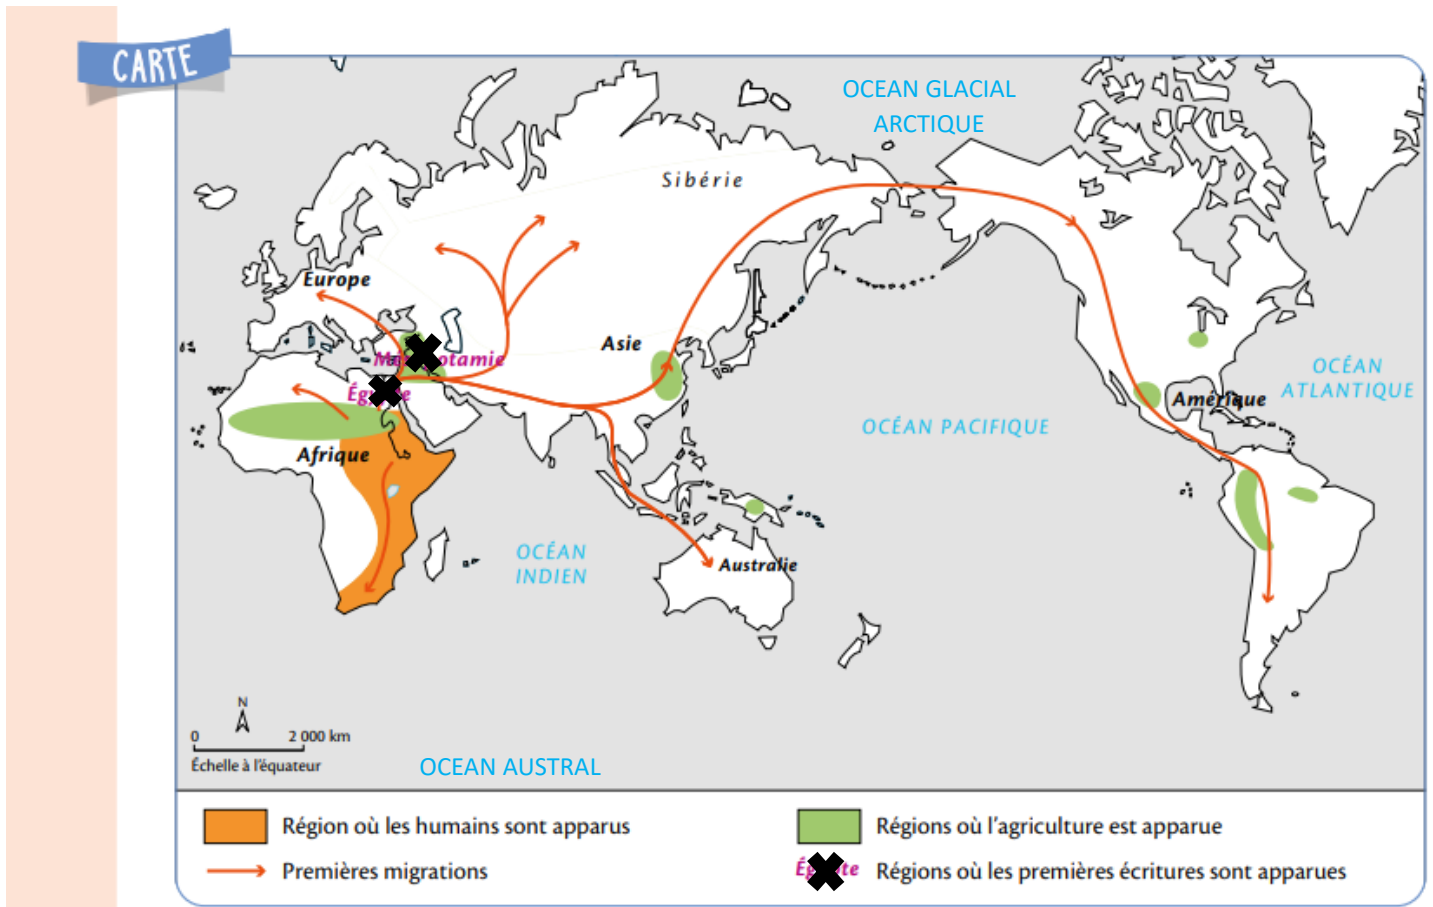 CARTE
OCEAN GLACIAL
ARCTIQUE
Sibérie
Europe
Asie
Égypte
Afrique
Amérique
OCÉAN
ATLANTIQUE
OCÉAN PACIFIQUE
OCÉAN
INDIEN
Australie
N
0 2 000 km
Échelle à l'équateur
OCEAN AUSTRAL
Région où les humains sont apparus
Régions où l'agriculture est apparue
Premières migrations
Régions où les premières écritures sont apparues